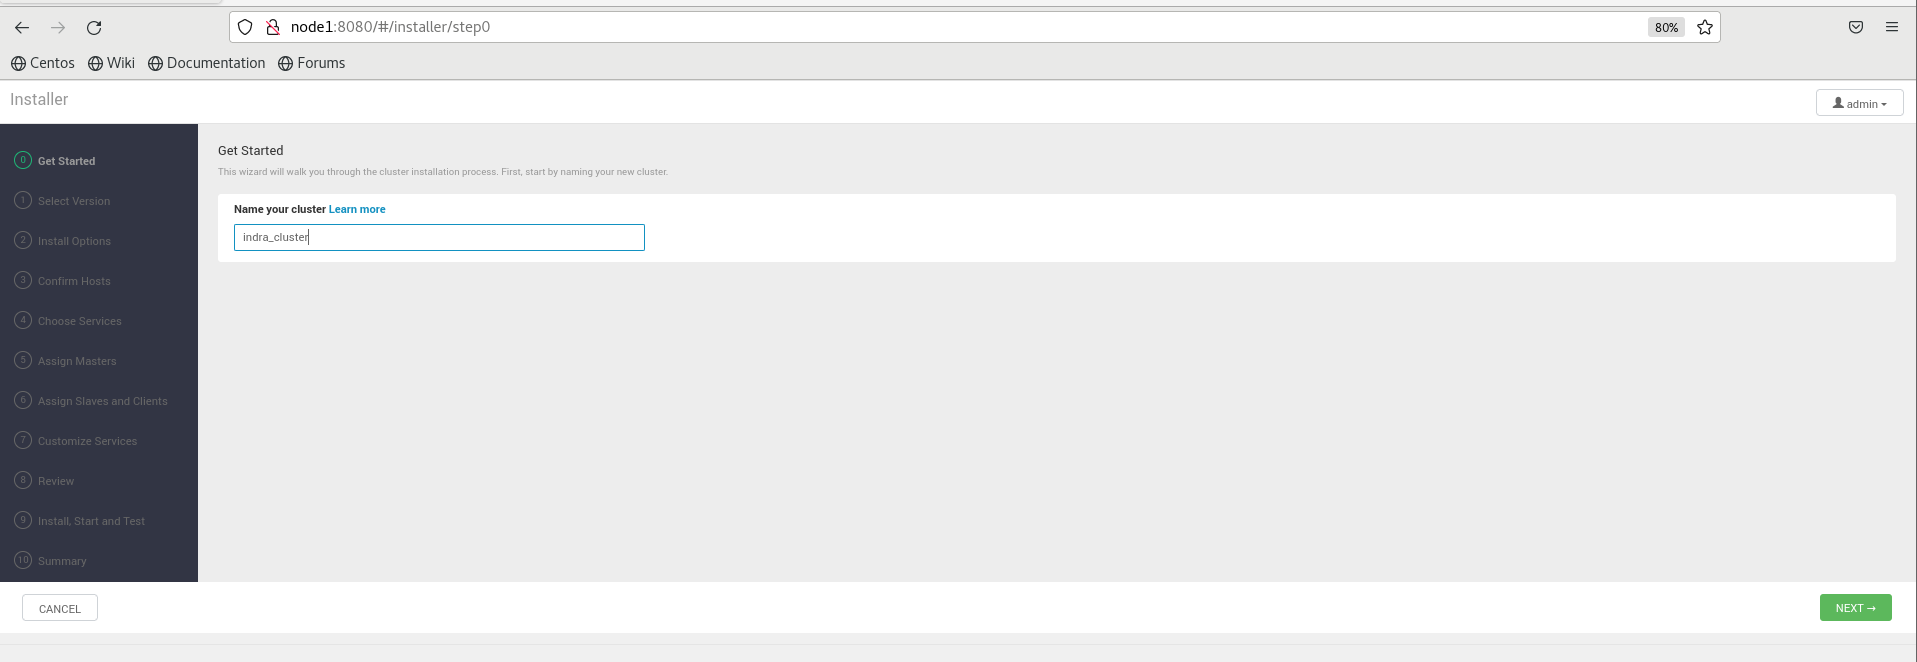 node1:8080/#/installer/step0
80%
Centos Wiki Documentation Forums
Installer
admin
0 Get Started
1 Select Version
2 Install Options
3 Confirm Hosts
4 Choose Services
5 Assign Masters
6 Assign Slaves and Clients
7 Customize Services
8 Review
9 Install, Start and Test
10 Summary
Get Started
This wizard will walk you through the cluster installation process. First, start by naming your new cluster.
Name your cluster Learn more
indra_cluster
CANCEL
NEXT →